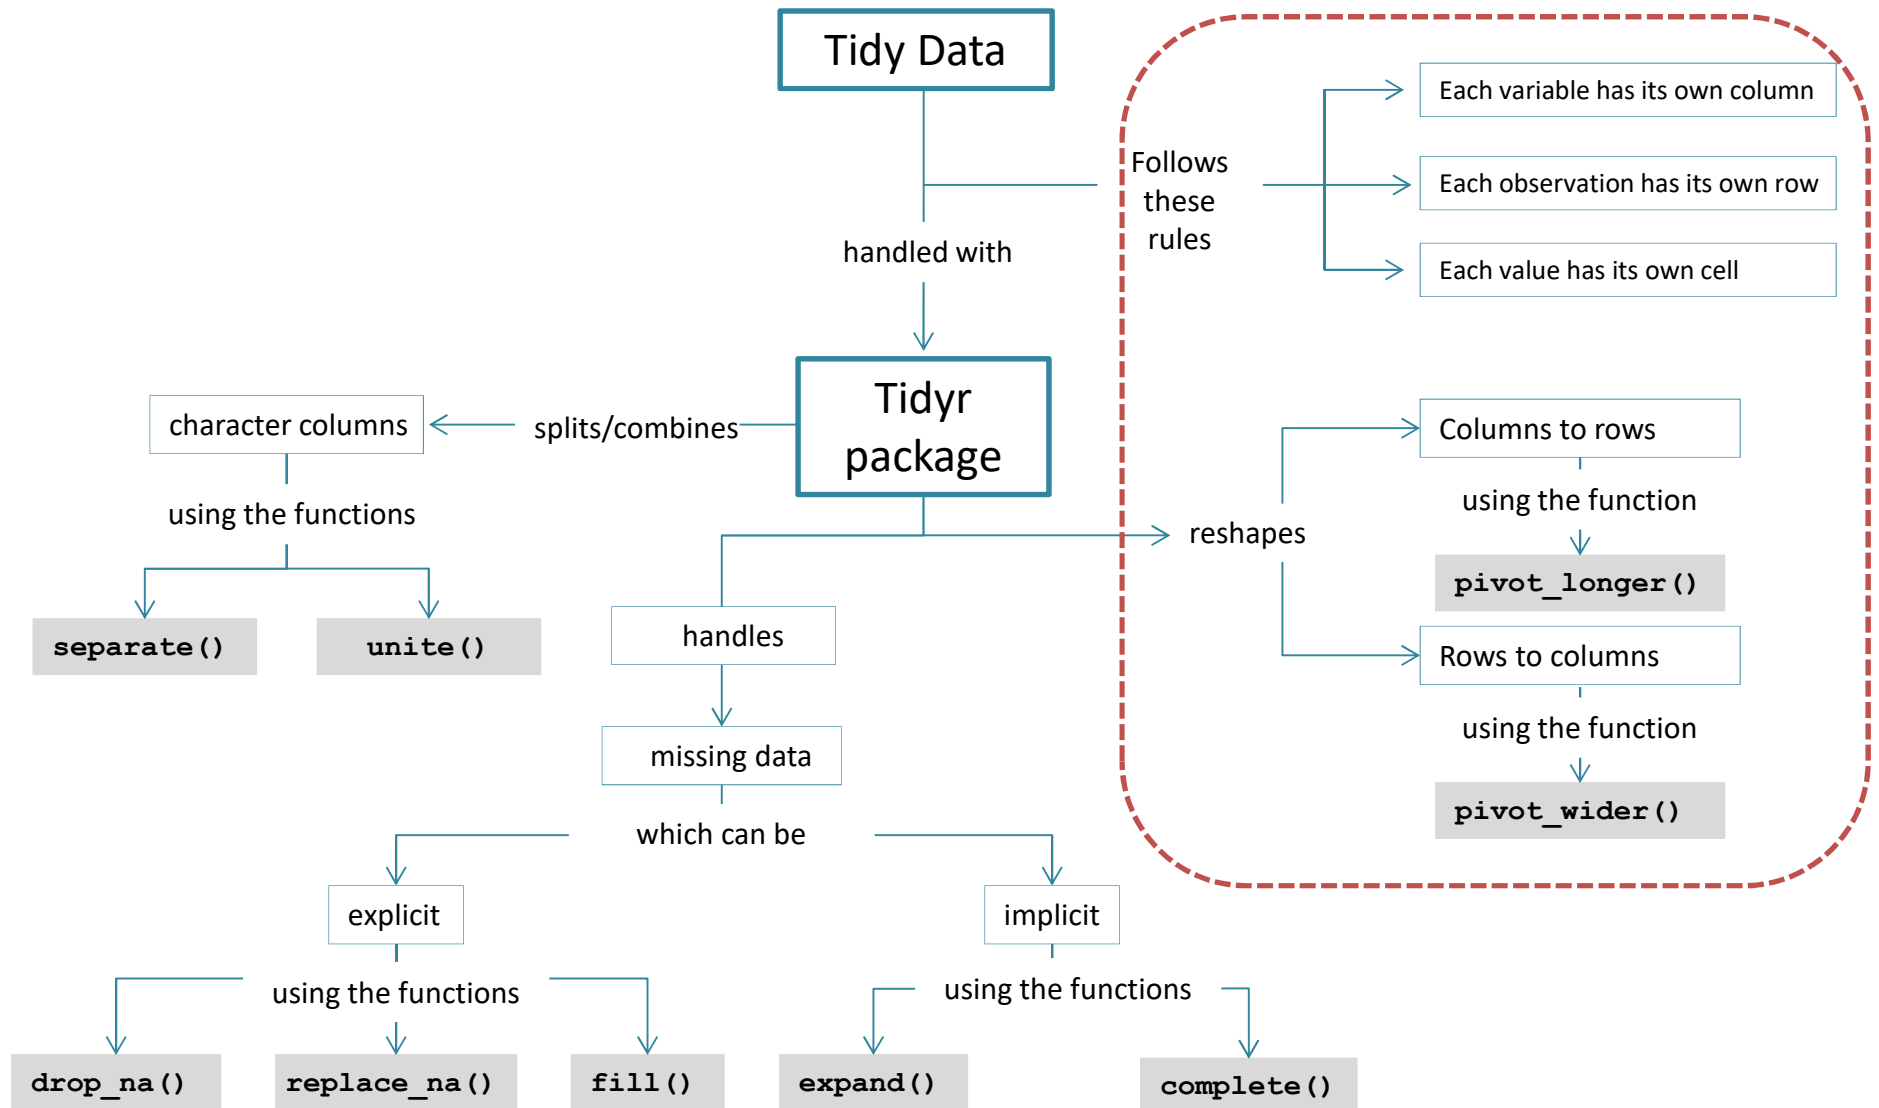 Tidy Data
Each variable has its own column
Follows
these
rules
Each observation has its own row
handled with
Each value has its own cell
Tidyr
package
character columns
splits/combines
Columns to rows
using the functions
using the function
reshapes
pivot_longer()
separate()
unite()
handles
Rows to columns
using the function
missing data
pivot_wider()
which can be
explicit
implicit
using the functions
using the functions
drop_na()
replace_na()
fill()
expand()
complete()